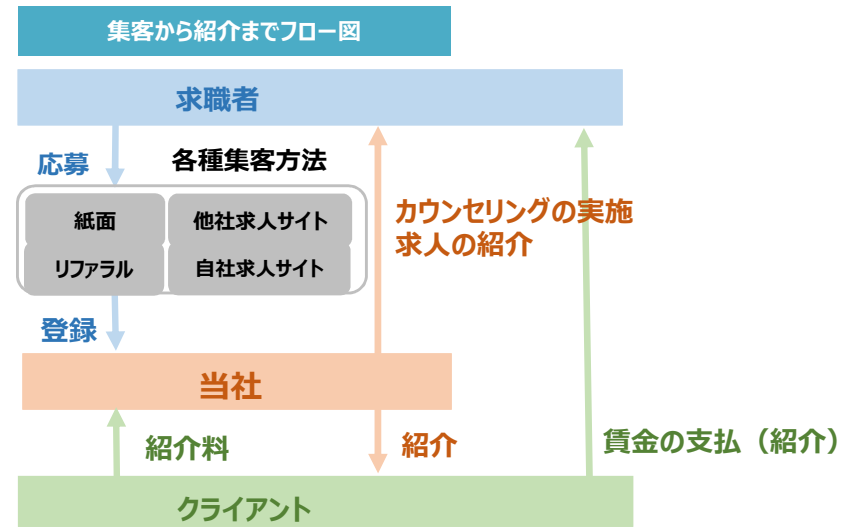 集客から紹介までフロー図
求職者
応募
各種集客方法
紙面
他社求人サイト
リファラル
自社求人サイト
カウンセリングの実施
求人の紹介
登録
当社
紹介料
紹介
賃金の支払（紹介）
クライアント